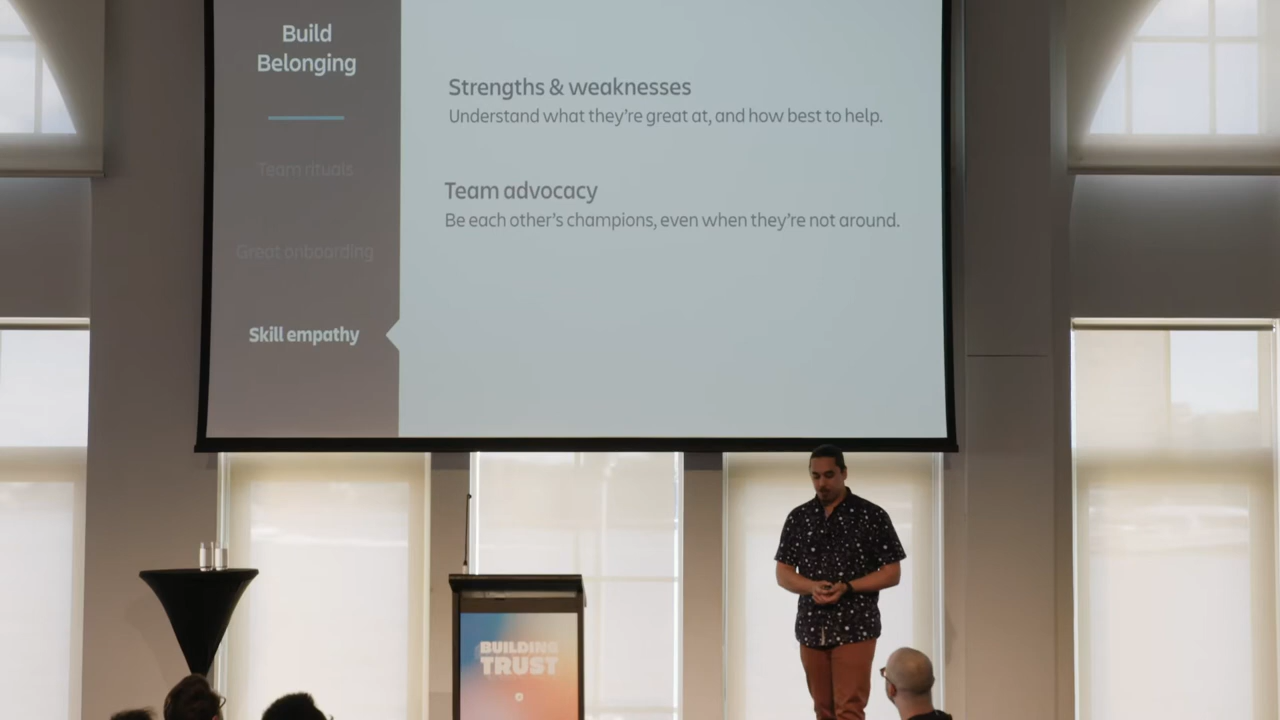 Build
Belonging
Team rituals
Great onboarding
Skill empathy
Strengths & weaknesses
Understand what they're great at, and how best to help.
Team advocacy
Be each other's champions, even when they're not around.
BUILDING
TRUST